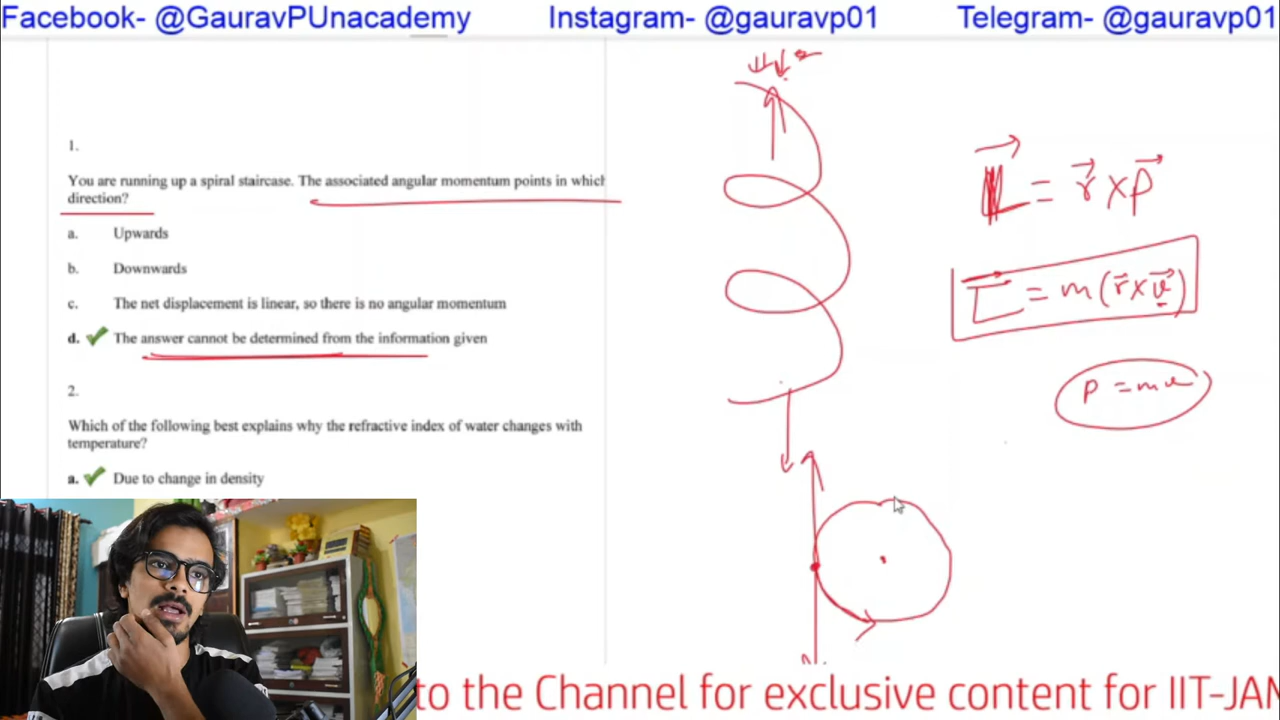 Facebook- @GauravPUnacademy Instagram- @gauravp01 Telegram- @gauravp01
1.
You are running up a spiral staircase. The associated angular momentum points in which
direction?
a. Upwards
b. Downwards
c. The net displacement is linear, so there is no angular momentum
d. The answer cannot be determined from the information given
2.
Which of the following best explains why the refractive index of water changes with
temperature?
a. Due to change in density
L = r × p
L = m(r × v)
p = mv
to the Channel for exclusive content for IIT-JAM